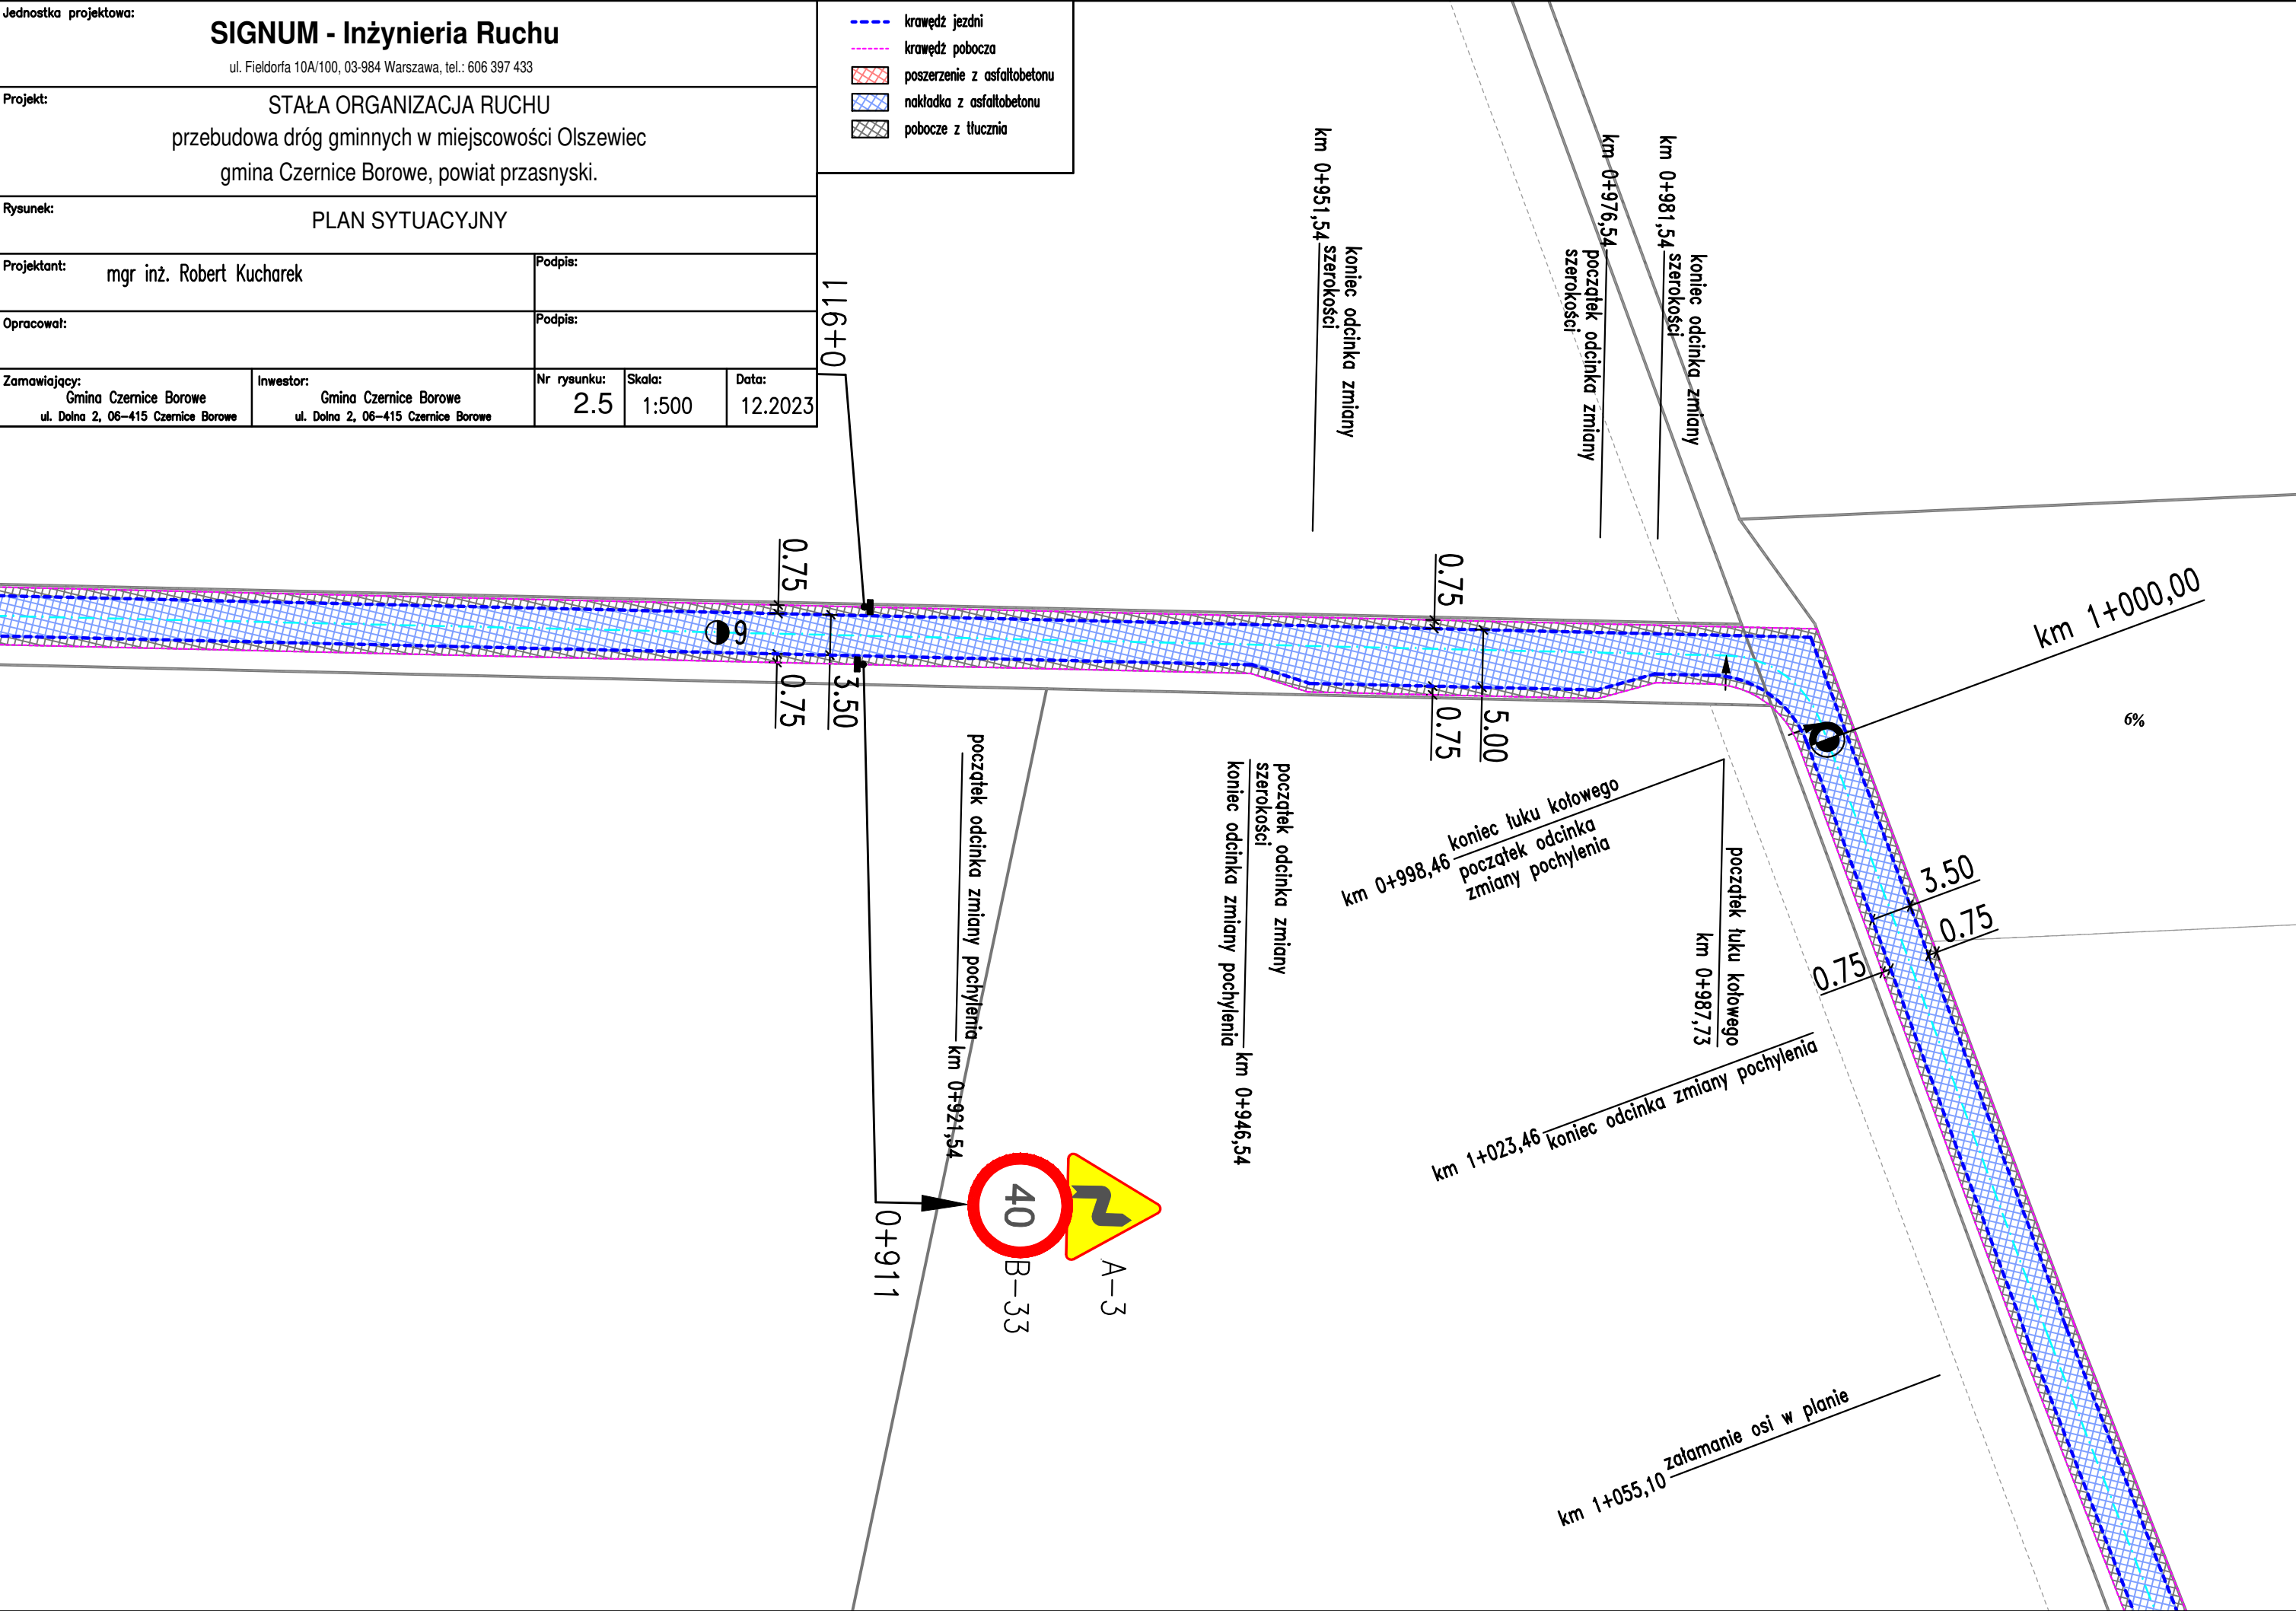 Jednostka projektowa:
SIGNUM - Inżynieria Ruchu
ul. Fieldorfa 10A/100, 03-984 Warszawa, tel.: 606 397 433
Projekt:
STAŁA ORGANIZACJA RUCHU
przebudowa dróg gminnych w miejscowości Olszewiec
gmina Czernice Borowe, powiat przasnyski.
Rysunek:
PLAN SYTUACYJNY
Projektant:
mgr inż. Robert Kucharek
Podpis:
Opracował:
Podpis:
Zamawiający:
Gmina Czernice Borowe
ul. Dolna 2, 06-415 Czernice Borowe
Inwestor:
Gmina Czernice Borowe
ul. Dolna 2, 06-415 Czernice Borowe
Nr rysunku:
2.5
Skala:
1:500
Data:
12.2023
krawędź jezdni
krawędź pobocza
poszerzenie z asfaltobetonu
nakładka z asfaltobetonu
pobocze z tłucznia
0+911
km 0+951,54
koniec odcinka zmiany
szerokości
km 0+976,54
początek odcinka zmiany
szerokości
km 0+981,54
koniec odcinka zmiany
szerokości
km 1+000,00
6%
0.75
9
3.50
0.75
0.75
5.00
0.75
3.50
0.75
0.75
początek odcinka zmiany pochylenia
km 0+921,54
początek odcinka zmiany
szerokości
koniec odcinka zmiany pochylenia
km 0+946,54
km 0+998,46
koniec łuku kołowego
początek odcinka
zmiany pochylenia
początek łuku kołowego
km 0+987,73
km 1+023,46
koniec odcinka zmiany pochylenia
km 1+055,10
załamanie osi w planie
0+911
40
B-33
A-3